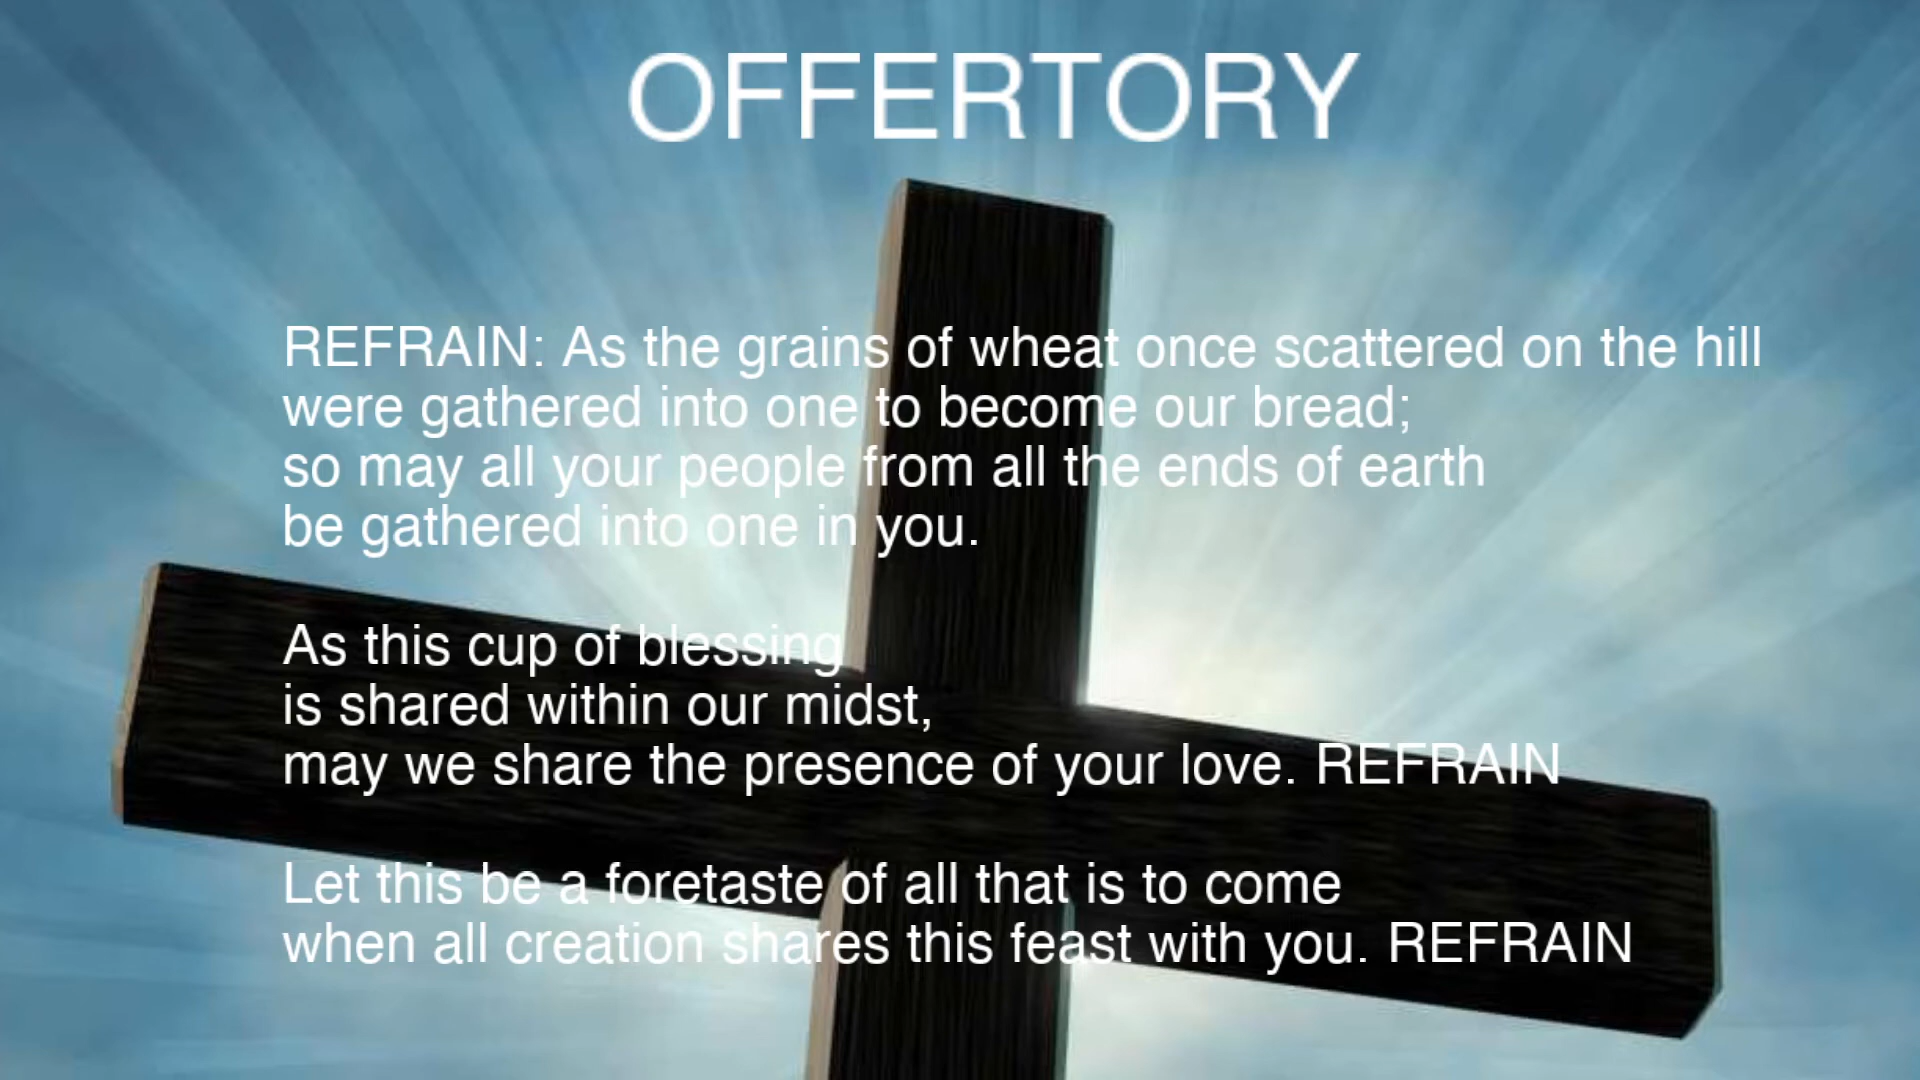 OFFERTORY
REFRAIN: As the grains of wheat once scattered on the hill
were gathered into one to become our bread;
so may all your people from all the ends of earth
be gathered into one in you.
As this cup of blessing
is shared within our midst,
may we share the presence of your love. REFRAIN
Let this be a foretaste of all that is to come
when all creation shares this feast with you. REFRAIN